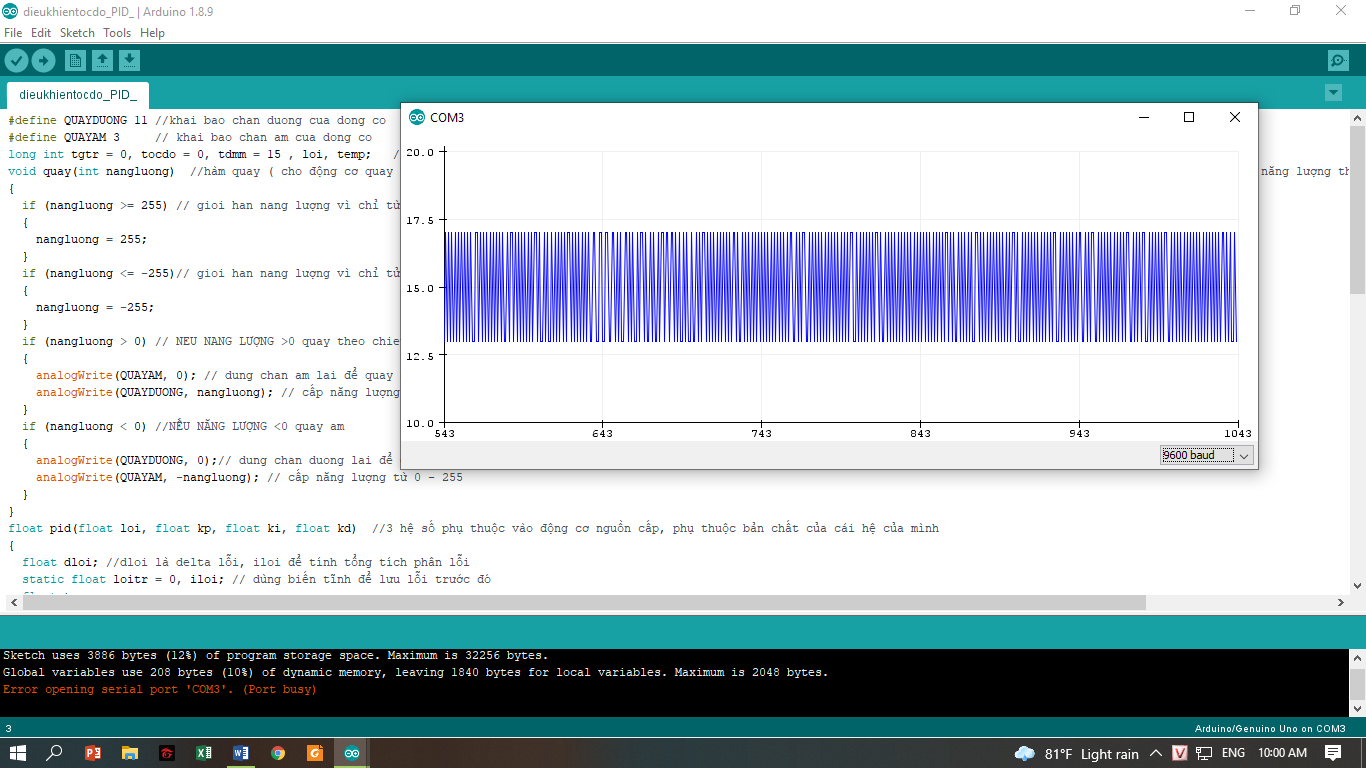 dieukhientocdo_PID_ | Arduino 1.8.9
File Edit Sketch Tools Help
dieukhientocdo_PID_
#define QUAYDUONG 11 //khai bao chan duong cua dong co
#define QUAYAM 3 // khai bao chan am cua dong co
long int tgtr = 0, tocdo = 0, tdmm = 15 , loi, temp; /
void quay(int nangluong) //hàm quay ( cho động cơ quay năng lượng th
{
if (nangluong >= 255) // gioi han nang lượng vì chỉ từ
{
nangluong = 255;
}
if (nangluong <= -255)// gioi han nang lượng vì chỉ từ
{
nangluong = -255;
}
if (nangluong > 0) // NEU NANG LƯỢNG >0 quay theo chie
{
analogWrite(QUAYAM, 0); // dung chan am lai để quay
analogWrite(QUAYDUONG, nangluong); // cấp năng lượng
}
if (nangluong < 0) //NẾU NĂNG LƯỢNG <0 quay am
{
analogWrite(QUAYDUONG, 0);// dung chan duong lai để
analogWrite(QUAYAM, -nangluong); // cấp năng lượng từ 0 - 255
}
}
float pid(float loi, float kp, float ki, float kd) //3 hệ số phụ thuộc vào động cơ nguồn cấp, phụ thuộc bản chất của cái hệ của mình
{
float dloi; //dloi là delta lỗi, iloi để tính tổng tích phân lỗi
static float loitr = 0, iloi; // dùng biến tĩnh để lưu lỗi trước đó
COM3
20.0
17.5
15.0
12.5
10.0
543 643 743 843 943 1043
9600 baud
Sketch uses 3886 bytes (12%) of program storage space. Maximum is 32256 bytes.
Global variables use 208 bytes (10%) of dynamic memory, leaving 1840 bytes for local variables. Maximum is 2048 bytes.
Error opening serial port 'COM3'. (Port busy)
3 Arduino/Genuino Uno on COM3
81°F Light rain ENG 10:00 AM